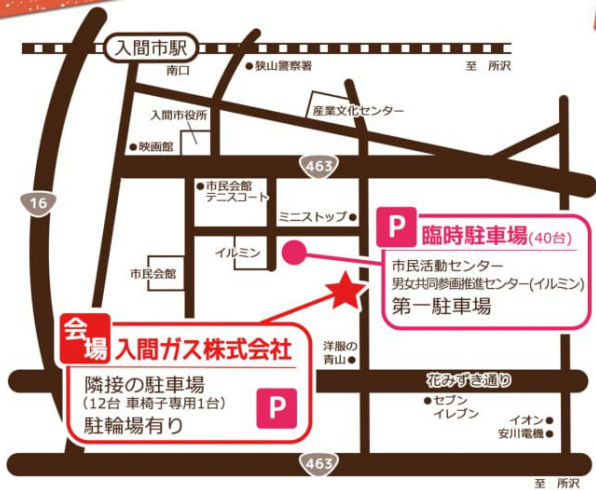 入間市駅
南口
狭山警察署
至 所沢
産業文化センター
入間市役所
映画館
463
16
市民会館
テニスコート
ミニストップ
イルミン
市民会館
P 臨時駐車場(40台)
市民活動センター
男女共同参画推進センター(イルミン)
第一駐車場
会場 入間ガス株式会社
隣接の駐車場
(12台 車椅子専用1台)
駐輪場有り
P
洋服の
青山
花みずき通り
セブン
イレブン
イオン
安川電機
463
至 所沢